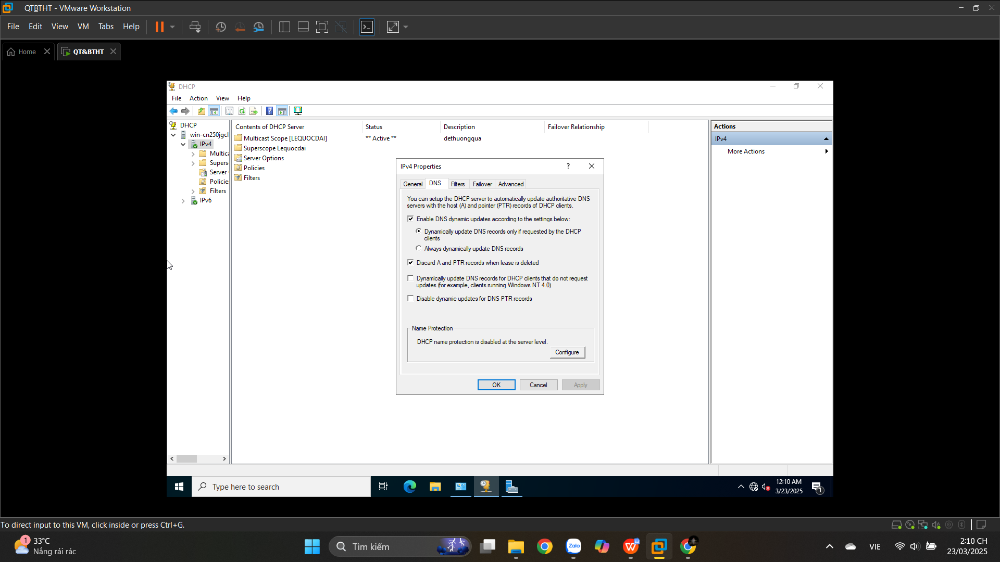 QTBTHT - VMware Workstation
File Edit View VM Tabs Help
Home
QT&BTHT
DHCP
File Action View Help
DHCP
win-cn250jgcl
IPv4
Multica
Supers
Server
Policie
Filters
IPv6
Contents of DHCP Server Status Description Failover Relationship
Multicast Scope [LEQUOCDAI] ** Active ** dethuongqua
Superscope Lequocdai
Server Options
Policies
Filters
Actions
IPv4
More Actions
IPv4 Properties ?
General DNS Filters Failover Advanced
You can setup the DHCP server to automatically update authoritative DNS
servers with the host (A) and pointer (PTR) records of DHCP clients.
Enable DNS dynamic updates according to the settings below:
Dynamically update DNS records only if requested by the DHCP
clients
Always dynamically update DNS records
Discard A and PTR records when lease is deleted
Dynamically update DNS records for DHCP clients that do not request
updates (for example, clients running Windows NT 4.0)
Disable dynamic updates for DNS PTR records
Name Protection
DHCP name protection is disabled at the server level.
Configure
OK Cancel Apply
Type here to search
12:10 AM
3/23/2025
1
To direct input to this VM, click inside or press Ctrl+G.
1
33°C
Nắng rải rác
Tìm kiếm
Zalo
VIE
2:10 CH
23/03/2025